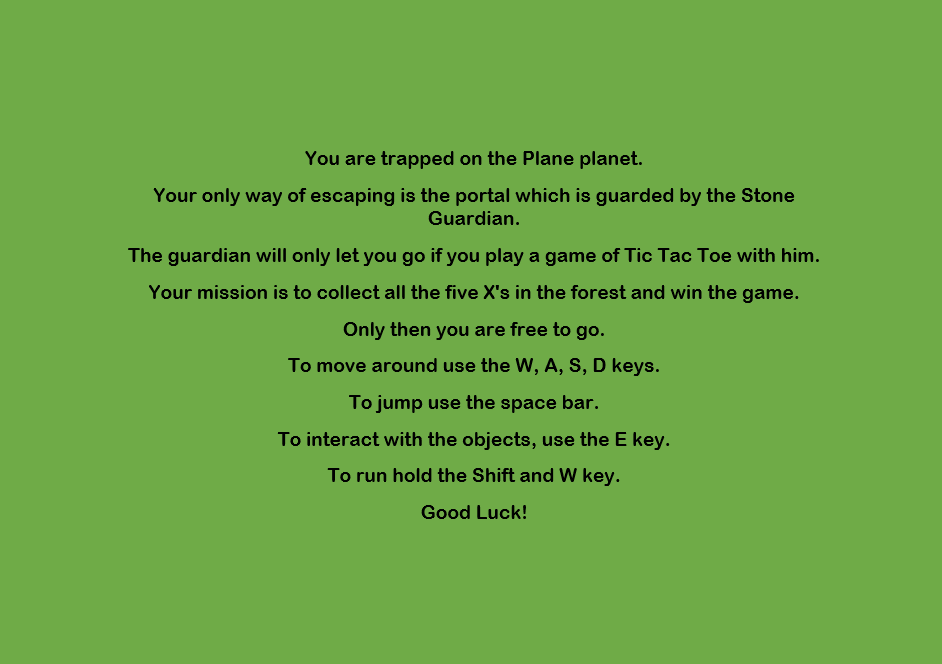 You are trapped on the Plane planet.
Your only way of escaping is the portal which is guarded by the Stone
Guardian.
The guardian will only let you go if you play a game of Tic Tac Toe with him.
Your mission is to collect all the five X's in the forest and win the game.
Only then you are free to go.
To move around use the W, A, S, D keys.
To jump use the space bar.
To interact with the objects, use the E key.
To run hold the Shift and W key.
Good Luck!